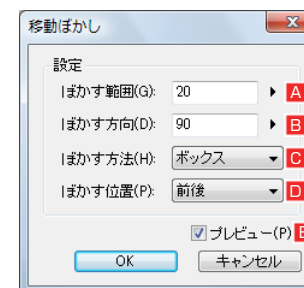 移動ぼかし
設定
ぼかす範囲(G): 20 A
ぼかす方向(D): 90 B
ぼかす方法(H): ボックス C
ぼかす位置(P): 前後 D
プレビュー(P) E
OK キャンセル